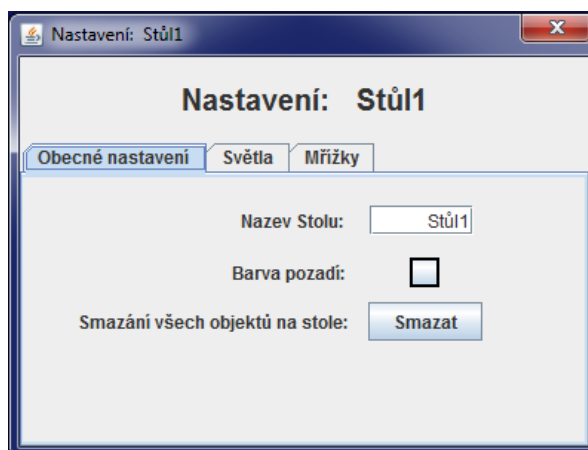 Nastavení: Stůl1
Nastavení: Stůl1
Obecné nastavení Světla Mřížky
Nazev Stolu: Stůl1
Barva pozadí:
Smazání všech objektů na stole: Smazat